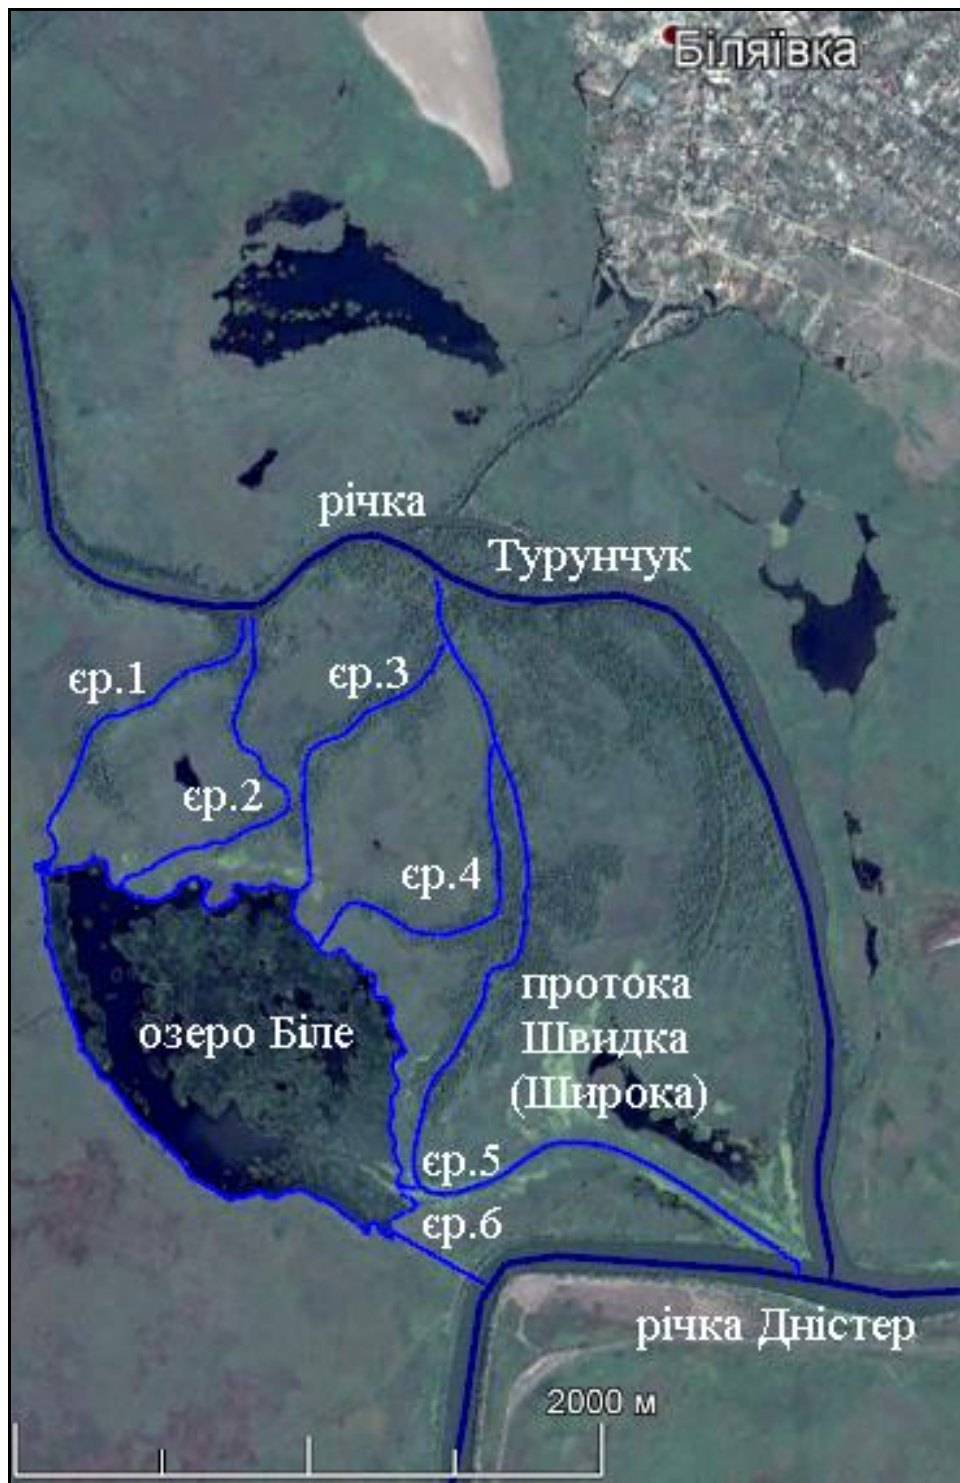 Біляївка
річка
Турунчук
єр.1
єр.3
єр.2
єр.4
протока
Швидка
(Широка)
озеро Біле
єр.5
єр.6
річка Дністер
2000 м